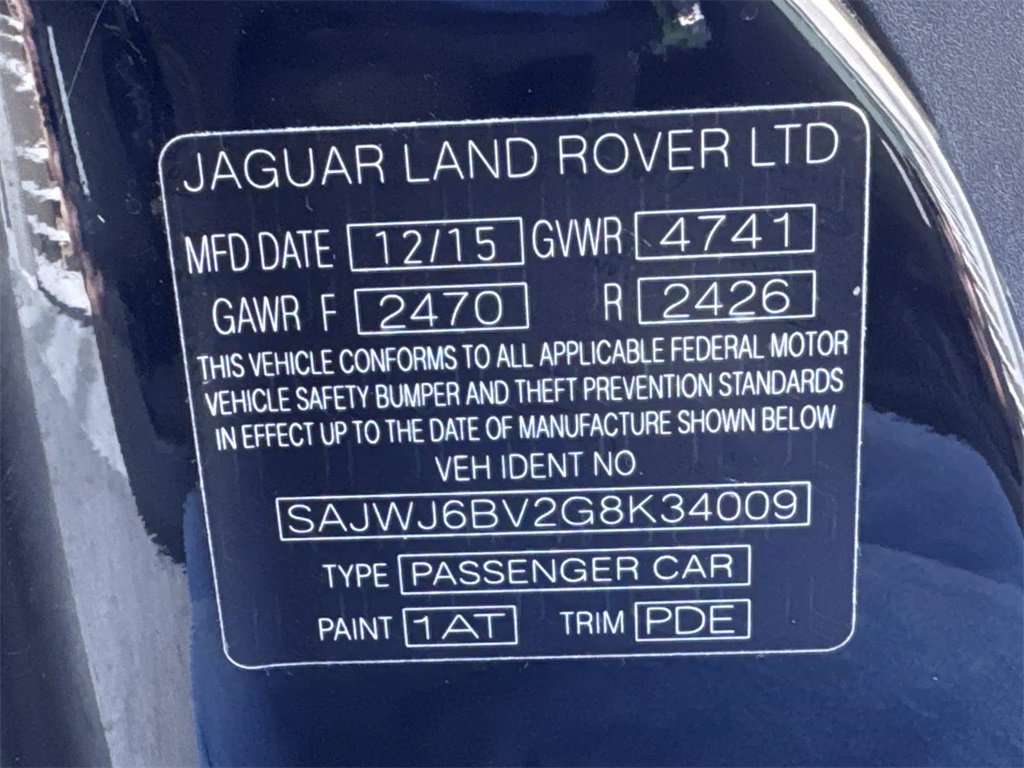 JAGUAR LAND ROVER LTD
MFD DATE 12/15 GVWR 4741
GAWR F 2470 R 2426
THIS VEHICLE CONFORMS TO ALL APPLICABLE FEDERAL MOTOR
VEHICLE SAFETY BUMPER AND THEFT PREVENTION STANDARDS
IN EFFECT UP TO THE DATE OF MANUFACTURE SHOWN BELOW
VEH IDENT NO.
SAJWJ6BV2G8K34009
TYPE PASSENGER CAR
PAINT 1AT TRIM PDE